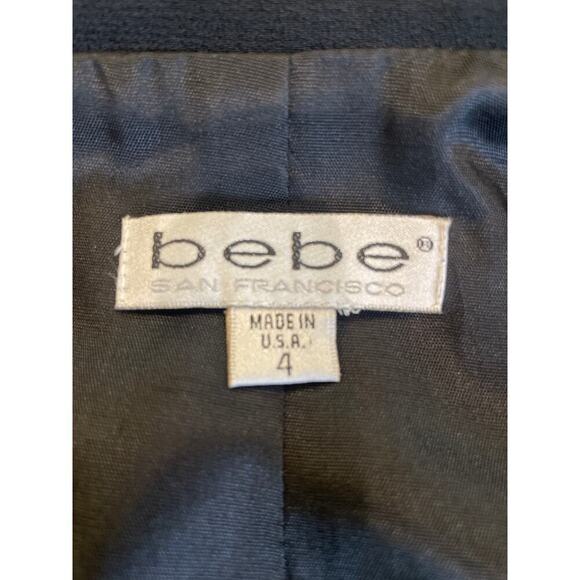 bebe®
SAN FRANCISCO
MADE IN
U.S.A.
4